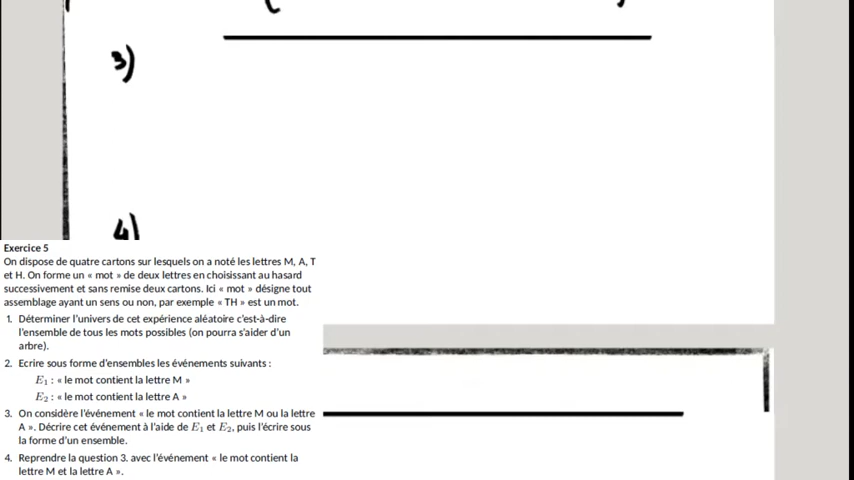 3)
4)
Exercice 5
On dispose de quatre cartons sur lesquels on a noté les lettres M, A, T
et H. On forme un « mot » de deux lettres en choisissant au hasard
successivement et sans remise deux cartons. Ici « mot » désigne tout
assemblage ayant un sens ou non, par exemple « TH » est un mot.
1. Déterminer l'univers de cet expérience aléatoire c'est-à-dire
l'ensemble de tous les mots possibles (on pourra s'aider d'un
arbre).
2. Ecrire sous forme d'ensembles les événements suivants :
E₁ : « le mot contient la lettre M »
E₂ : « le mot contient la lettre A »
3. On considère l'événement « le mot contient la lettre M ou la lettre
A ». Décrire cet événement à l'aide de E₁ et E₂, puis l'écrire sous
la forme d'un ensemble.
4. Reprendre la question 3. avec l'événement « le mot contient la
lettre M et la lettre A ».